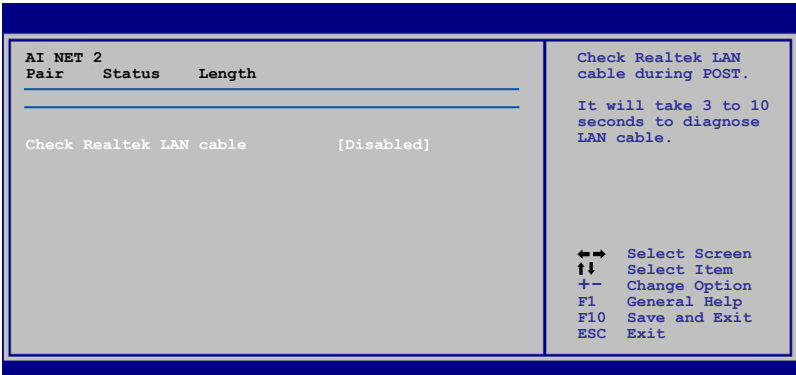 AI NET 2
Pair Status Length
Check Realtek LAN cable [Disabled]
Check Realtek LAN
cable during POST.
It will take 3 to 10
seconds to diagnose
LAN cable.
←→ Select Screen
↑↓ Select Item
+- Change Option
F1 General Help
F10 Save and Exit
ESC Exit